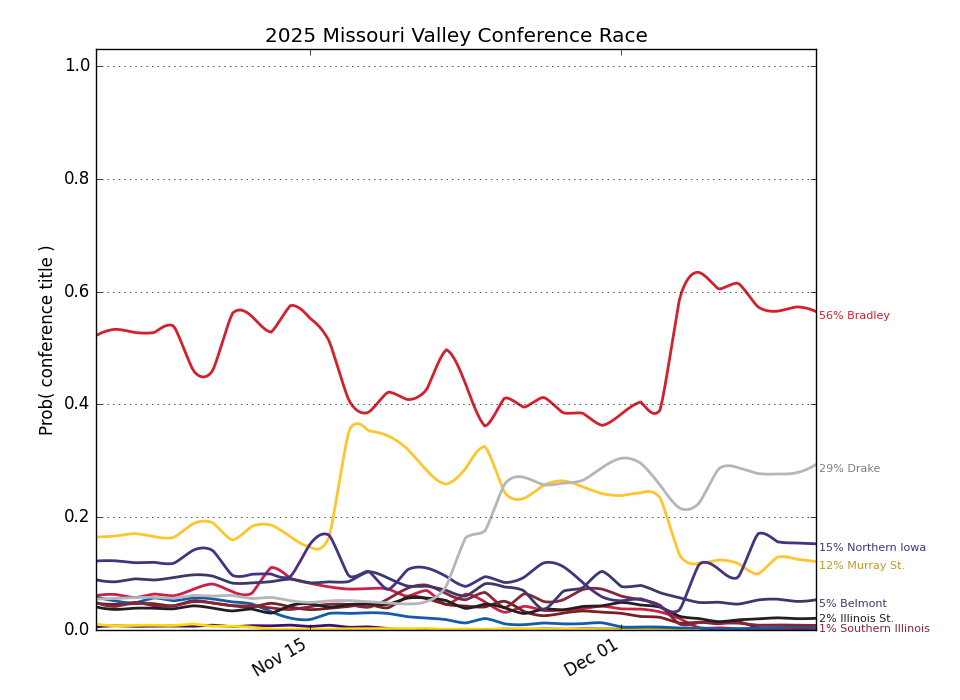 2025 Missouri Valley Conference Race
1.0
0.8
0.6
0.4
0.2
0.0
Prob( conference title )
Nov 15
Dec 01
56% Bradley
29% Drake
15% Northern Iowa
12% Murray St.
5% Belmont
2% Illinois St.
1% Southern Illinois